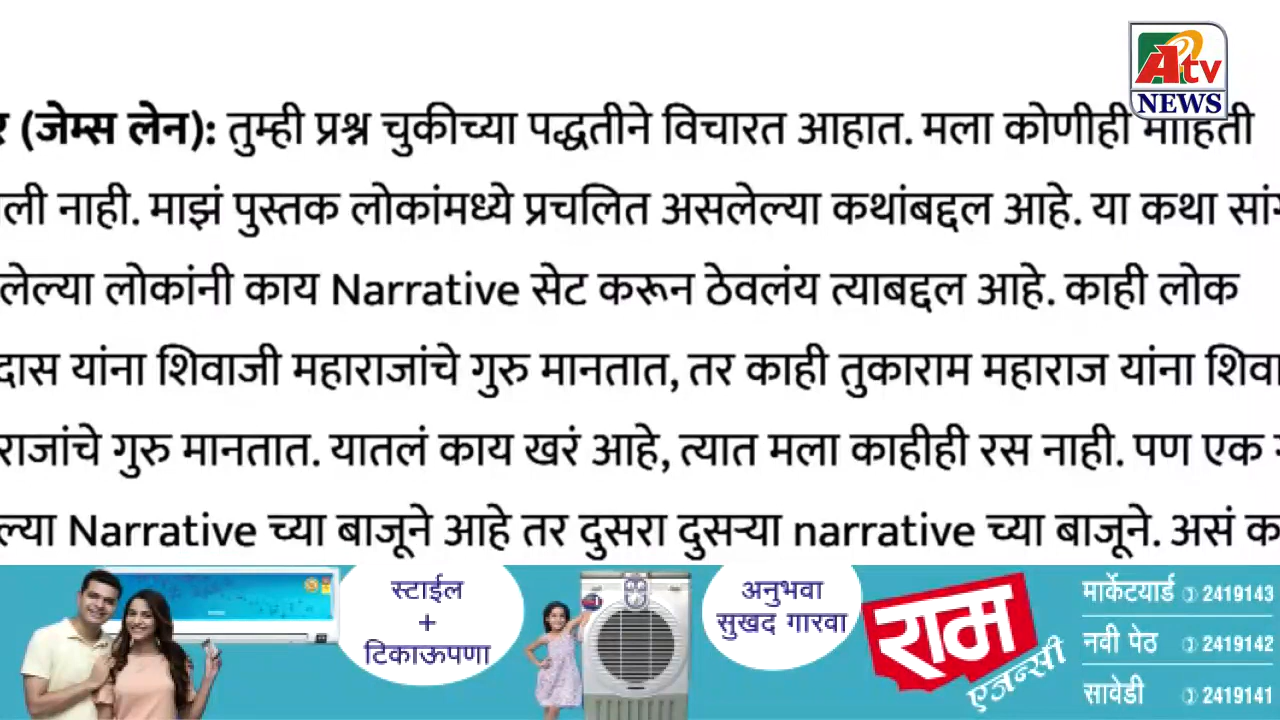 Atv
NEWS
र (जेम्स लेन): तुम्ही प्रश्न चुकीच्या पद्धतीने विचारत आहात. मला कोणीही माहिती
ली नाही. माझं पुस्तक लोकांमध्ये प्रचलित असलेल्या कथांबद्दल आहे. या कथा सांग
लेल्या लोकांनी काय Narrative सेट करून ठेवलंय त्याबद्दल आहे. काही लोक
दास यांना शिवाजी महाराजांचे गुरु मानतात, तर काही तुकाराम महाराज यांना शिवा
राजांचे गुरु मानतात. यातलं काय खरं आहे, त्यात मला काहीही रस नाही. पण एक
ल्या Narrative च्या बाजूने आहे तर दुसरा दुसऱ्या narrative च्या बाजूने. असं क
स्टाईल
+
टिकाऊपणा
अनुभवा
सुखद गारवा
राम
एजन्सी
मार्केटयार्ड 2419143
नवी पेठ 2419142
सावेडी 2419141